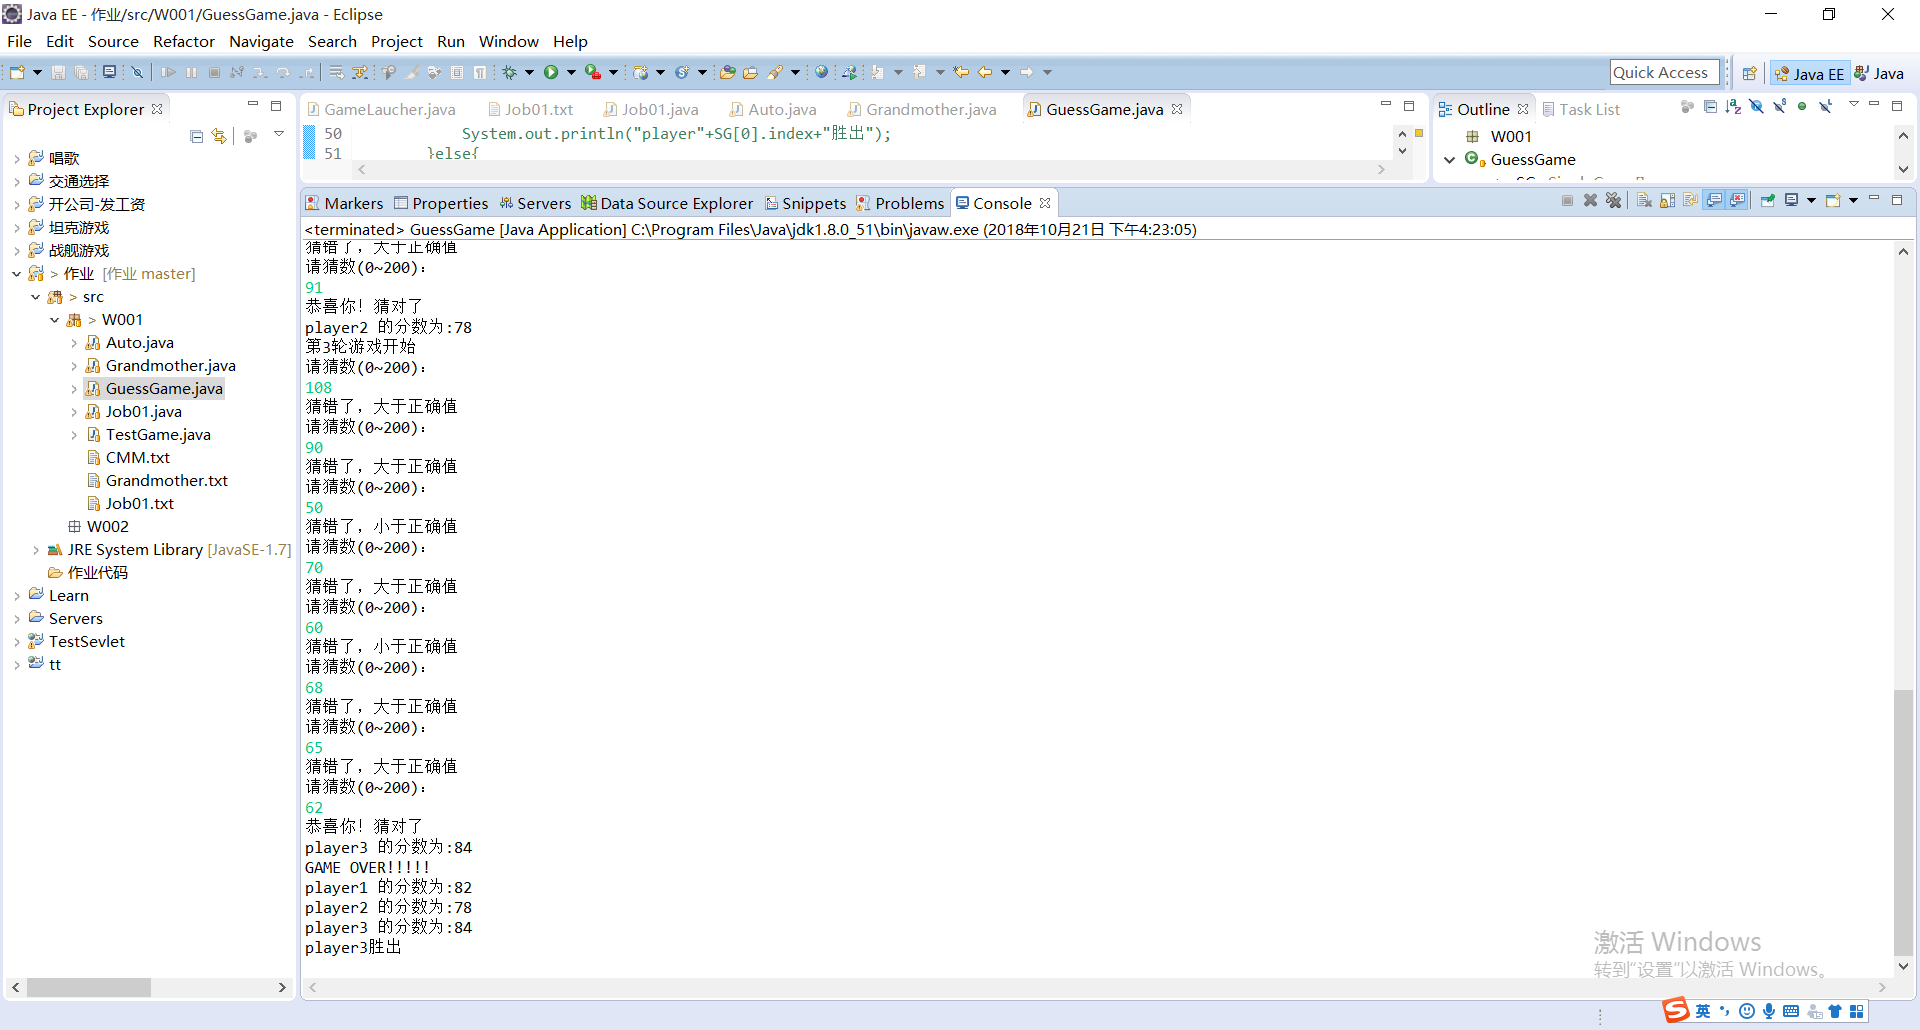 Java EE - 作业/src/W001/GuessGame.java - Eclipse
File Edit Source Refactor Navigate Search Project Run Window Help
Quick Access
Java EE
Java
Project Explorer
唱歌
交通选择
开公司-发工资
坦克游戏
战舰游戏
> 作业 [作业 master]
> src
> W001
Auto.java
Grandmother.java
GuessGame.java
Job01.java
TestGame.java
CMM.txt
Grandmother.txt
Job01.txt
W002
JRE System Library [JavaSE-1.7]
作业代码
Learn
Servers
TestSevlet
tt
GameLaucher.java Job01.txt Job01.java Auto.java Grandmother.java GuessGame.java
50 System.out.println("player"+SG[0].index+"胜出");
51 }else{
Outline Task List
W001
GuessGame
Markers Properties Servers Data Source Explorer Snippets Problems Console
<terminated> GuessGame [Java Application] C:\Program Files\Java\jdk1.8.0_51\bin\javaw.exe (2018年10月21日 下午4:23:05)
猜错了，大于正确值
请猜数(0~200)：
91
恭喜你！猜对了
player2 的分数为:78
第3轮游戏开始
请猜数(0~200)：
108
猜错了，大于正确值
请猜数(0~200)：
90
猜错了，大于正确值
请猜数(0~200)：
50
猜错了，小于正确值
请猜数(0~200)：
70
猜错了，大于正确值
请猜数(0~200)：
60
猜错了，小于正确值
请猜数(0~200)：
68
猜错了，大于正确值
请猜数(0~200)：
65
猜错了，大于正确值
请猜数(0~200)：
62
恭喜你！猜对了
player3 的分数为:84
GAME OVER!!!!!
player1 的分数为:82
player2 的分数为:78
player3 的分数为:84
player3胜出
激活 Windows
转到"设置"以激活 Windows。
英